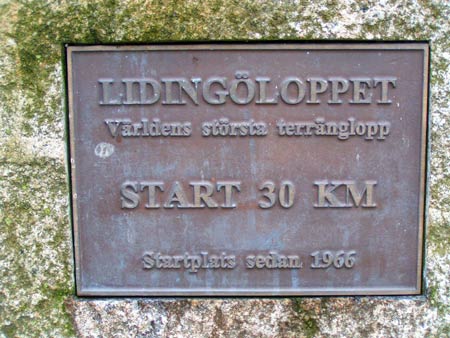 LIDINGÖLOPPET
Världens största terränglopp
START 30 KM
Startplats sedan 1966